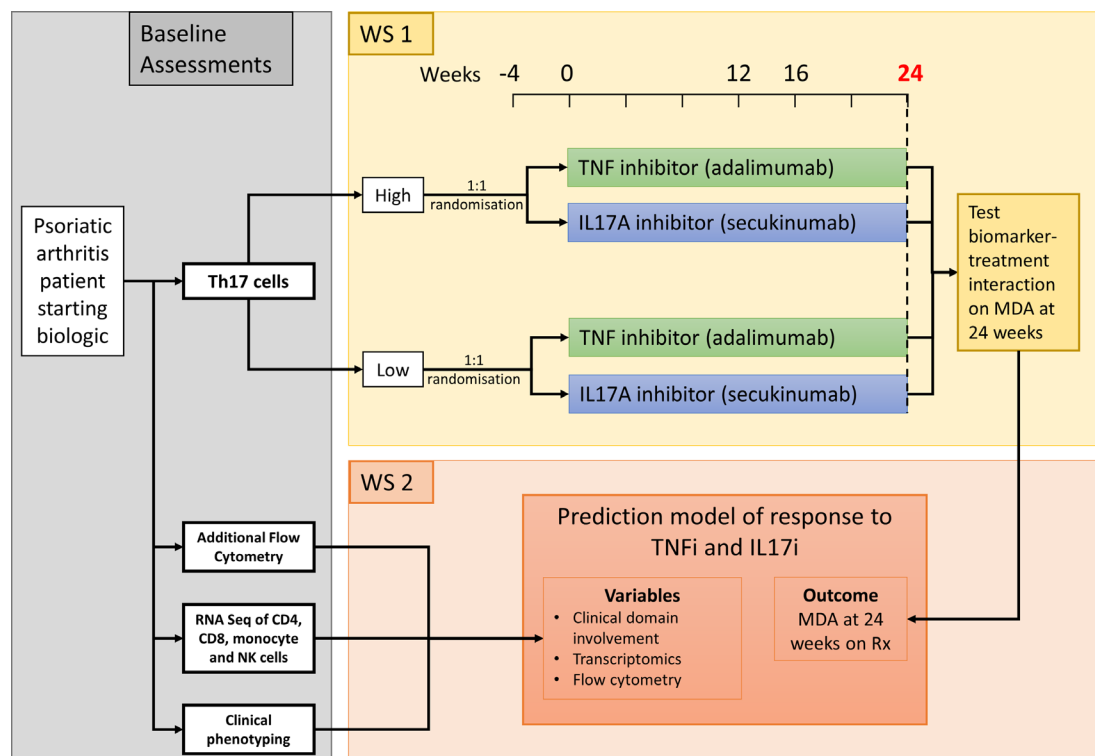 Baseline
Assessments
Psoriatic
arthritis
patient
starting
biologic
Th17 cells
Additional Flow
Cytometry
RNA Seq of CD4,
CD8, monocyte
and NK cells
Clinical
phenotyping
WS 1
Weeks -4 0 12 16 24
High
1:1
randomisation
TNF inhibitor (adalimumab)
IL17A inhibitor (secukinumab)
Low
1:1
randomisation
TNF inhibitor (adalimumab)
IL17A inhibitor (secukinumab)
Test
biomarker-
treatment
interaction
on MDA at
24 weeks
WS 2
Prediction model of response to
TNFi and IL17i
Variables
• Clinical domain
involvement
• Transcriptomics
• Flow cytometry
Outcome
MDA at 24
weeks on Rx